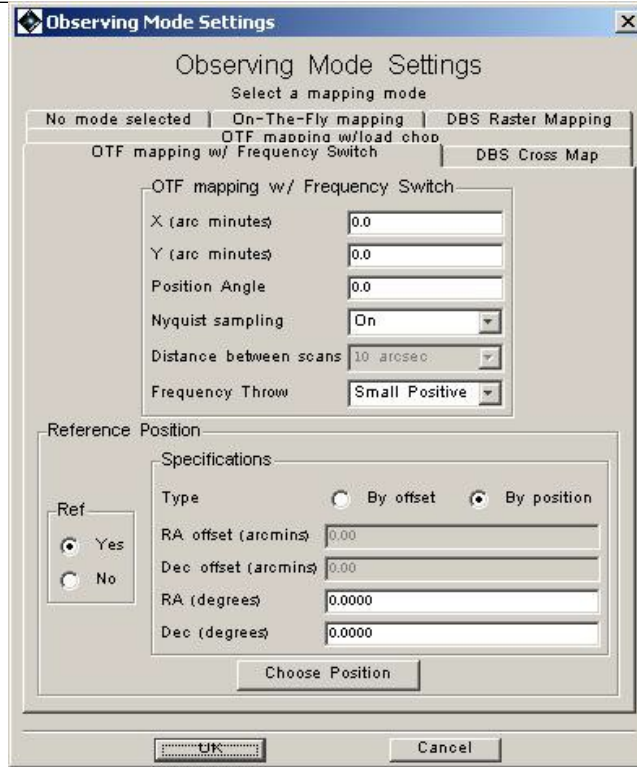 Observing Mode Settings
Observing Mode Settings
Select a mapping mode
No mode selected
On-The-Fly mapping
DBS Raster Mapping
OTF mapping w/load chop
OTF mapping w/ Frequency Switch
DBS Cross Map
OTF mapping w/ Frequency Switch
X (arc minutes) 0.0
Y (arc minutes) 0.0
Position Angle 0.0
Nyquist sampling On
Distance between scans 10 arcsec
Frequency Throw Small Positive
Reference Position
Ref
Yes
No
Specifications
Type By offset By position
RA offset (arcmins) 0.00
Dec offset (arcmins) 0.00
RA (degrees) 0.0000
Dec (degrees) 0.0000
Choose Position
OK Cancel